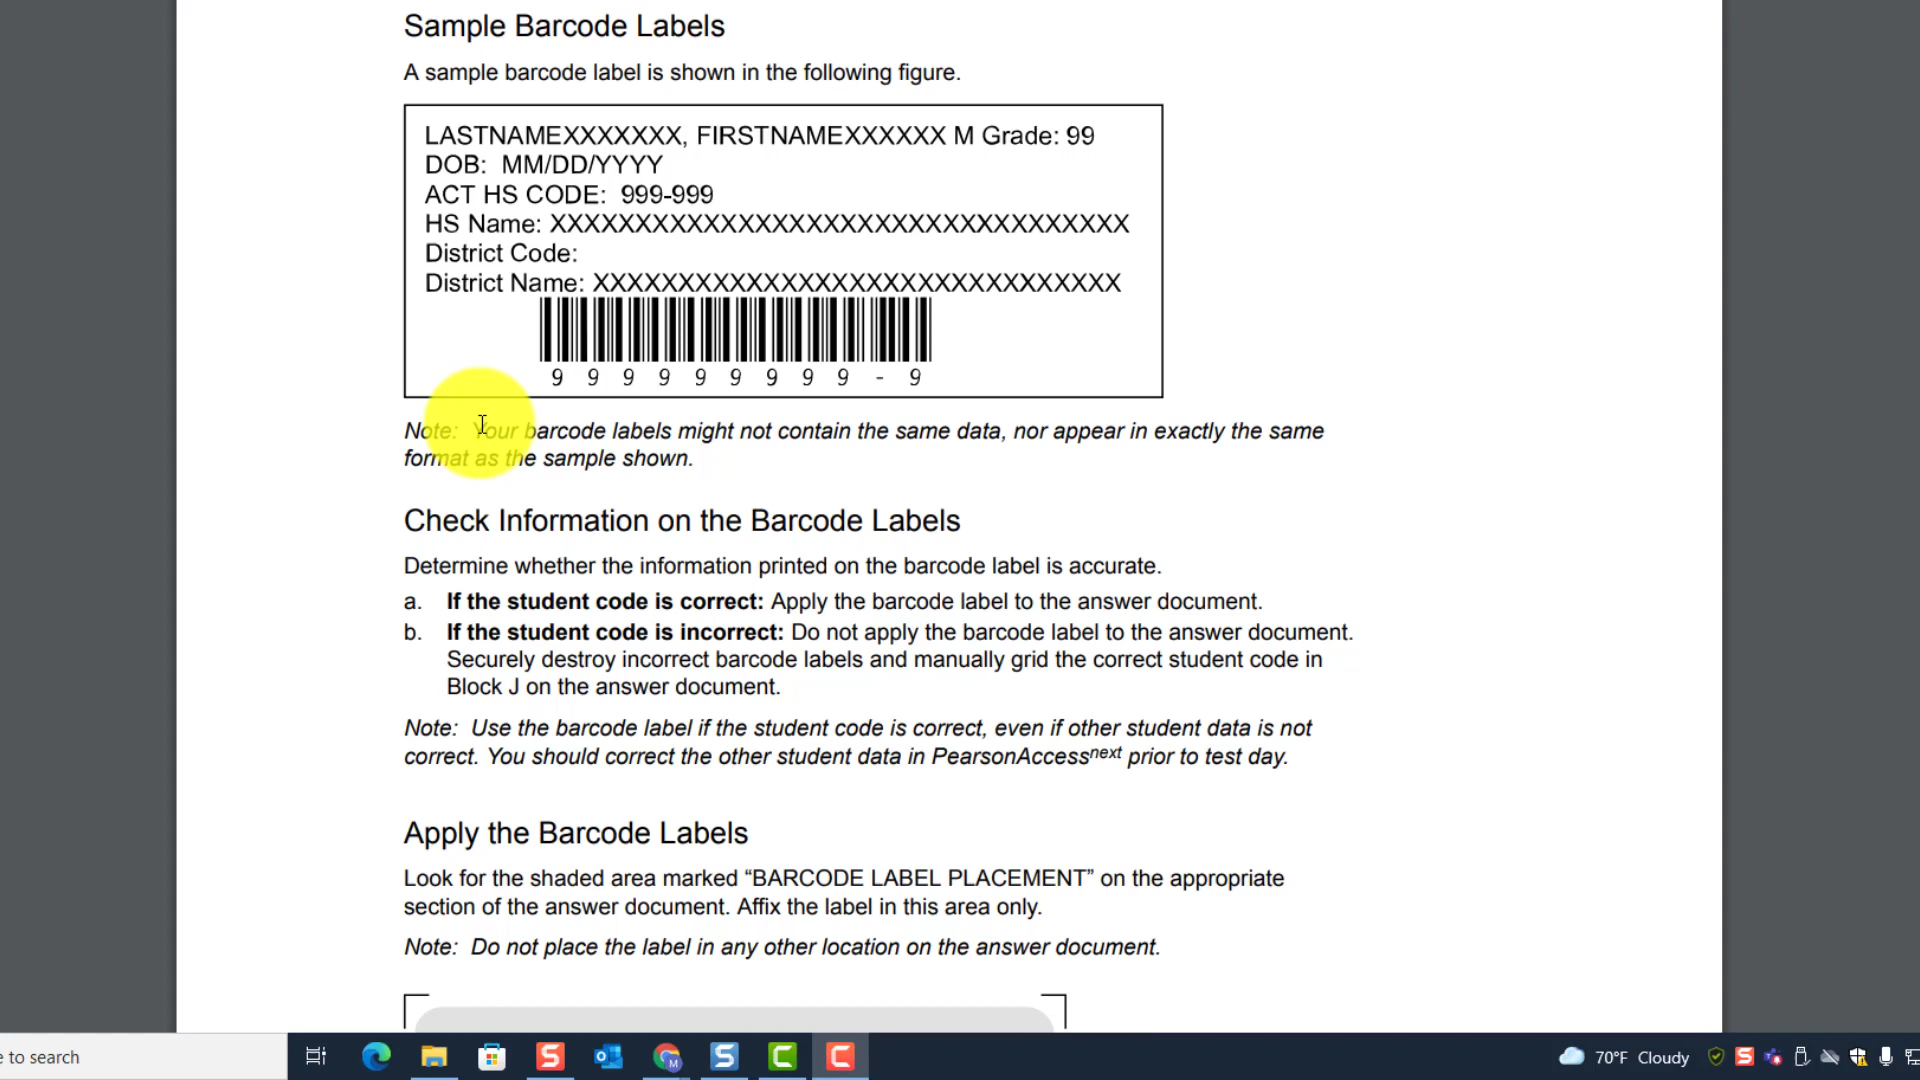 Sample Barcode Labels
A sample barcode label is shown in the following figure.
LASTNAMEXXXXXXX, FIRSTNAMEXXXXXX M Grade: 99
DOB: MM/DD/YYYY
ACT HS CODE: 999-999
HS Name: XXXXXXXXXXXXXXXXXXXXXXXXXXXXXXXXXX
District Code:
District Name: XXXXXXXXXXXXXXXXXXXXXXXXXXXXXXX
9 9 9 9 9 9 9 9 9 - 9
Note: Your barcode labels might not contain the same data, nor appear in exactly the same
format as the sample shown.
Check Information on the Barcode Labels
Determine whether the information printed on the barcode label is accurate.
a. If the student code is correct: Apply the barcode label to the answer document.
b. If the student code is incorrect: Do not apply the barcode label to the answer document.
Securely destroy incorrect barcode labels and manually grid the correct student code in
Block J on the answer document.
Note: Use the barcode label if the student code is correct, even if other student data is not
correct. You should correct the other student data in PearsonAccessnext prior to test day.
Apply the Barcode Labels
Look for the shaded area marked “BARCODE LABEL PLACEMENT” on the appropriate
section of the answer document. Affix the label in this area only.
Note: Do not place the label in any other location on the answer document.
e to search
70°F Cloudy